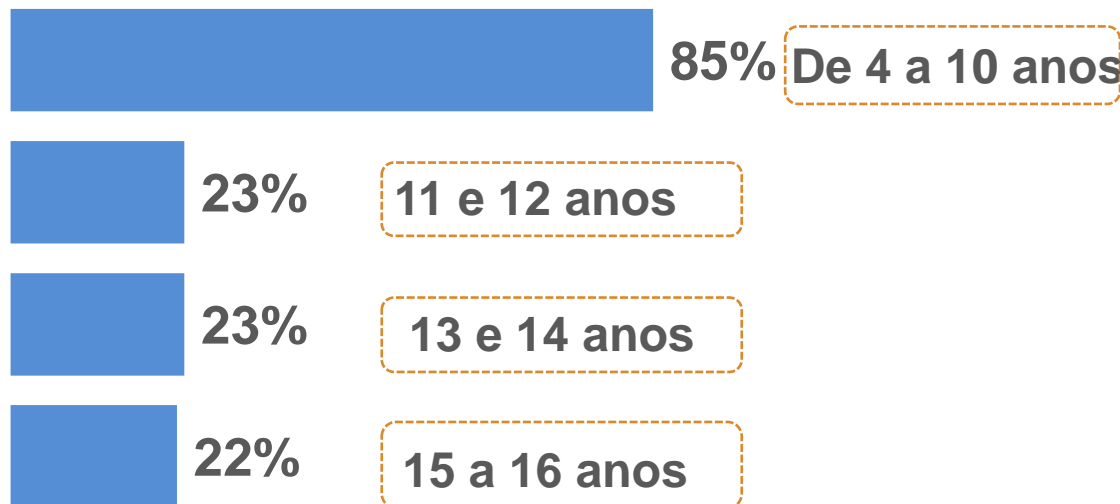 85% De 4 a 10 anos
23% 11 e 12 anos
23% 13 e 14 anos
22% 15 a 16 anos